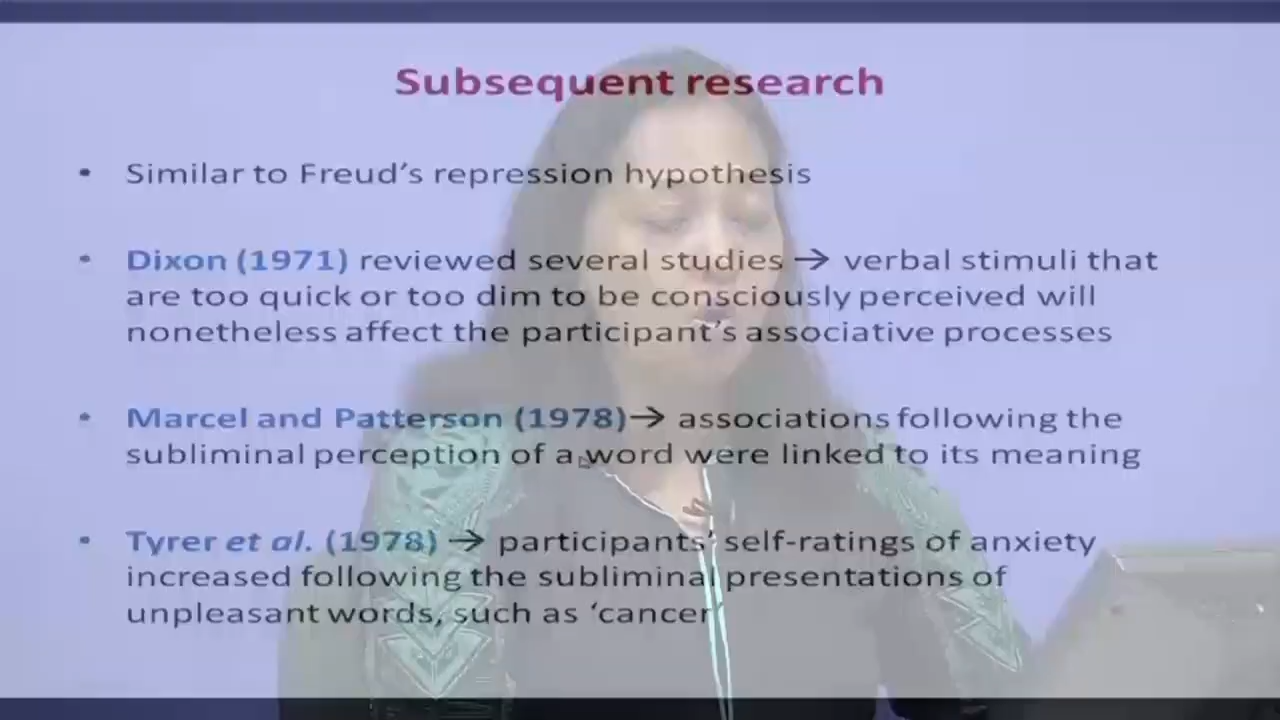 Subsequent research
• Similar to Freud’s repression hypothesis
• Dixon (1971) reviewed several studies → verbal stimuli that
are too quick or too dim to be consciously perceived will
nonetheless affect the participant’s associative processes
• Marcel and Patterson (1978)→ associations following the
subliminal perception of a word were linked to its meaning
• Tyrer et al. (1978) → participants’ self-ratings of anxiety
increased following the subliminal presentations of
unpleasant words, such as ‘cancer’